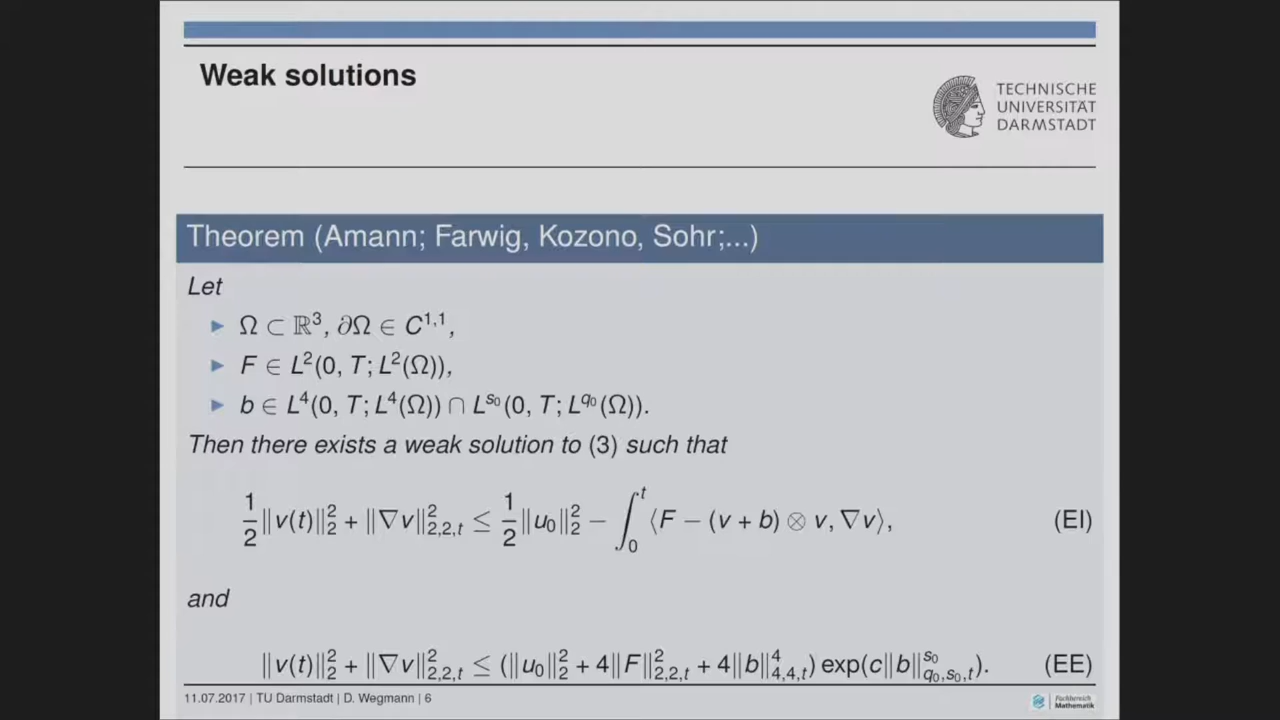 Weak solutions
TECHNISCHE
UNIVERSITÄT
DARMSTADT
Theorem (Amann; Farwig, Kozono, Sohr;...)
Let
▶ Ω ⊂ ℝ³, ∂Ω ∈ C^{1,1},
▶ F ∈ L²(0, T; L²(Ω)),
▶ b ∈ L⁴(0, T; L⁴(Ω)) ∩ L^{s₀}(0, T; L^{q₀}(Ω)).
Then there exists a weak solution to (3) such that
½‖v(t)‖₂² + ‖∇v‖²_{2,2,t} ≤ ½‖u₀‖₂² − ∫₀ᵗ ⟨F − (v + b) ⊗ v, ∇v⟩, (EI)
and
‖v(t)‖₂² + ‖∇v‖²_{2,2,t} ≤ (‖u₀‖₂² + 4‖F‖²_{2,2,t} + 4‖b‖⁴_{4,4,t}) exp(c‖b‖^{s₀}_{q₀,s₀,t}). (EE)
11.07.2017 | TU Darmstadt | D. Wegmann | 6
Fachbereich
Mathematik